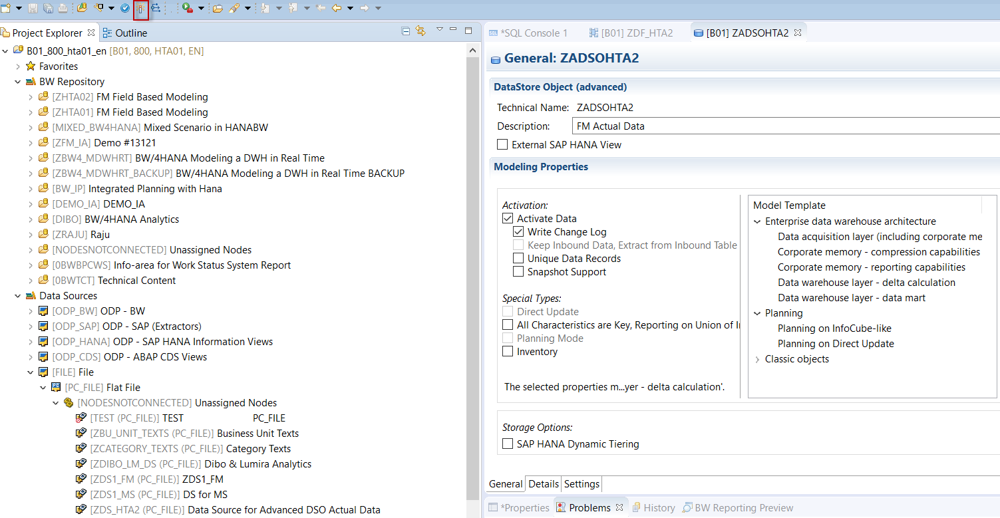 Project Explorer
Outline
B01_800_hta01_en [B01, 800, HTA01, EN]
Favorites
BW Repository
[ZHTA02] FM Field Based Modeling
[ZHTA01] FM Field Based Modeling
[MIXED_BW4HANA] Mixed Scenario in HANABW
[ZFM_IA] Demo #13121
[ZBW4_MDWHRT] BW/4HANA Modeling a DWH in Real Time
[ZBW4_MDWHRT_BACKUP] BW/4HANA Modeling a DWH in Real Time BACKUP
[BW_IP] Integrated Planning with Hana
[DEMO_IA] DEMO_IA
[DIBO] BW/4HANA Analytics
[ZRAJU] Raju
[NODESNOTCONNECTED] Unassigned Nodes
[0BWBPCWS] Info-area for Work Status System Report
[0BWTCT] Technical Content
Data Sources
[ODP_BW] ODP - BW
[ODP_SAP] ODP - SAP (Extractors)
[ODP_HANA] ODP - SAP HANA Information Views
[ODP_CDS] ODP - ABAP CDS Views
[FILE] File
[PC_FILE] Flat File
[NODESNOTCONNECTED] Unassigned Nodes
[TEST (PC_FILE)] TEST PC_FILE
[ZBU_UNIT_TEXTS (PC_FILE)] Business Unit Texts
[ZCATEGORY_TEXTS (PC_FILE)] Category Texts
[ZDIBO_LM_DS (PC_FILE)] Dibo & Lumira Analytics
[ZDS1_FM (PC_FILE)] ZDS1_FM
[ZDS1_MS (PC_FILE)] DS for MS
[ZDS_HTA2 (PC_FILE)] Data Source for Advanced DSO Actual Data
*SQL Console 1
[B01] ZDF_HTA2
[B01] ZADSOHTA2
General: ZADSOHTA2
DataStore Object (advanced)
Technical Name: ZADSOHTA2
Description: FM Actual Data
External SAP HANA View
Modeling Properties
Activation:
Activate Data
Write Change Log
Keep Inbound Data, Extract from Inbound Table
Unique Data Records
Snapshot Support
Special Types:
Direct Update
All Characteristics are Key, Reporting on Union of
Planning Mode
Inventory
The selected properties m...yer - delta calculation'.
Model Template
Enterprise data warehouse architecture
Data acquisition layer (including corporate me
Corporate memory - compression capabilities
Corporate memory - reporting capabilities
Data warehouse layer - delta calculation
Data warehouse layer - data mart
Planning
Planning on InfoCube-like
Planning on Direct Update
Classic objects
Storage Options:
SAP HANA Dynamic Tiering
General
Details
Settings
*Properties
Problems
History
BW Reporting Preview